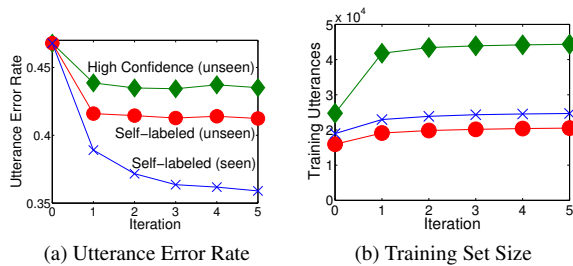 5 x 10⁴
High Confidence (unseen)
Self-labeled (unseen)
Self-labeled (seen)
Utterance Error Rate
0.45
0.4
0.35
0 1 2 3 4 5
Iteration
Training Utterances
4
3
2
1
0
0 1 2 3 4 5
Iteration
(a) Utterance Error Rate
(b) Training Set Size